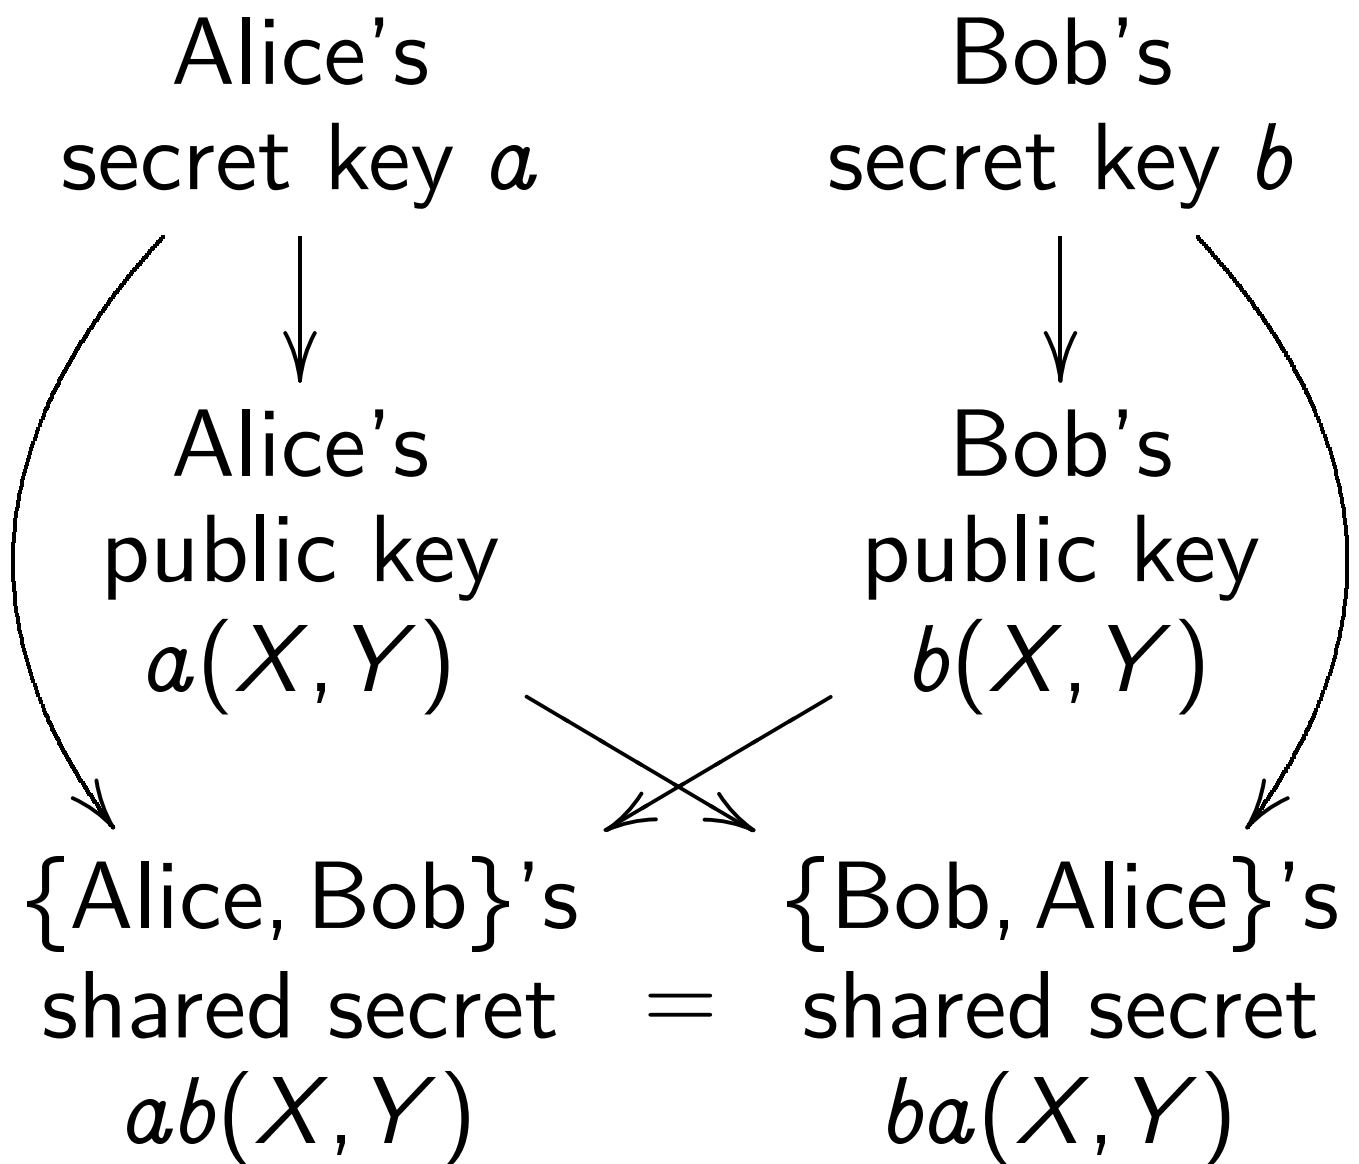 Alice's
secret key a
Bob's
secret key b
Alice's
public key
a(X, Y)
Bob's
public key
b(X, Y)
{Alice, Bob}'s
shared secret
ab(X, Y)
=
{Bob, Alice}'s
shared secret
ba(X, Y)